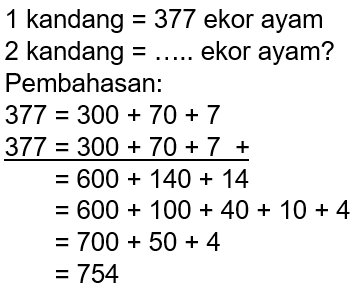 1 kandang = 377 ekor ayam
2 kandang = ….. ekor ayam?
Pembahasan:
377 = 300 + 70 + 7
377 = 300 + 70 + 7 +
= 600 + 140 + 14
= 600 + 100 + 40 + 10 + 4
= 700 + 50 + 4
= 754